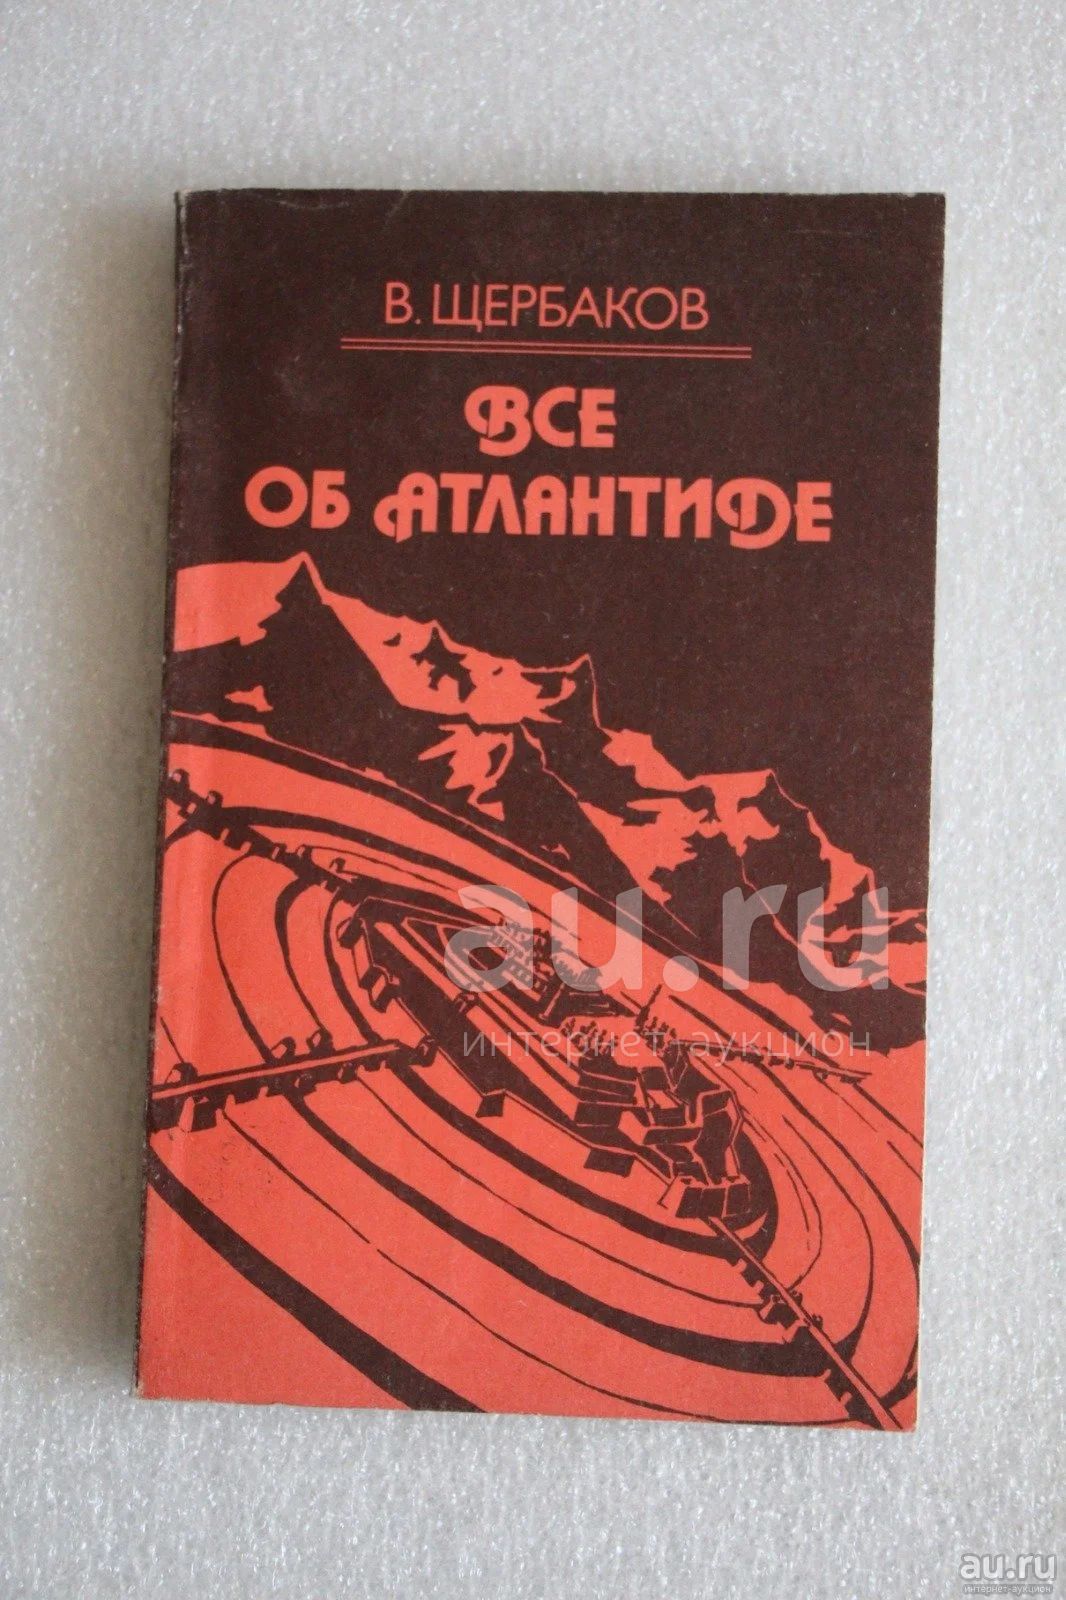 В. ЩЕРБАКОВ
ВСЕ
ОБ АТЛАНТИДЕ
au.ru
интернет-аукцион
au.ru
интернет-аукцион